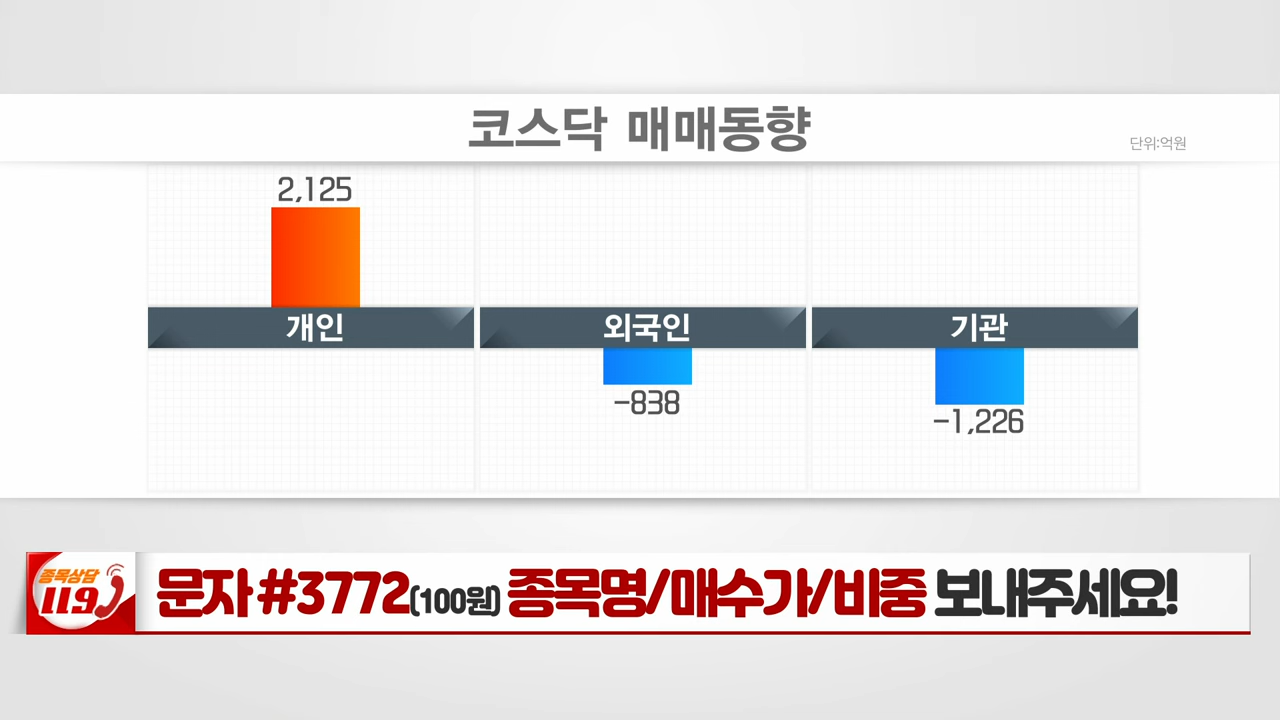 코스닥 매매동향
단위:억원
2,125
개인
외국인
기관
-838
-1,226
종목상담
119
문자 #3772(100원) 종목명/매수가/비중 보내주세요!